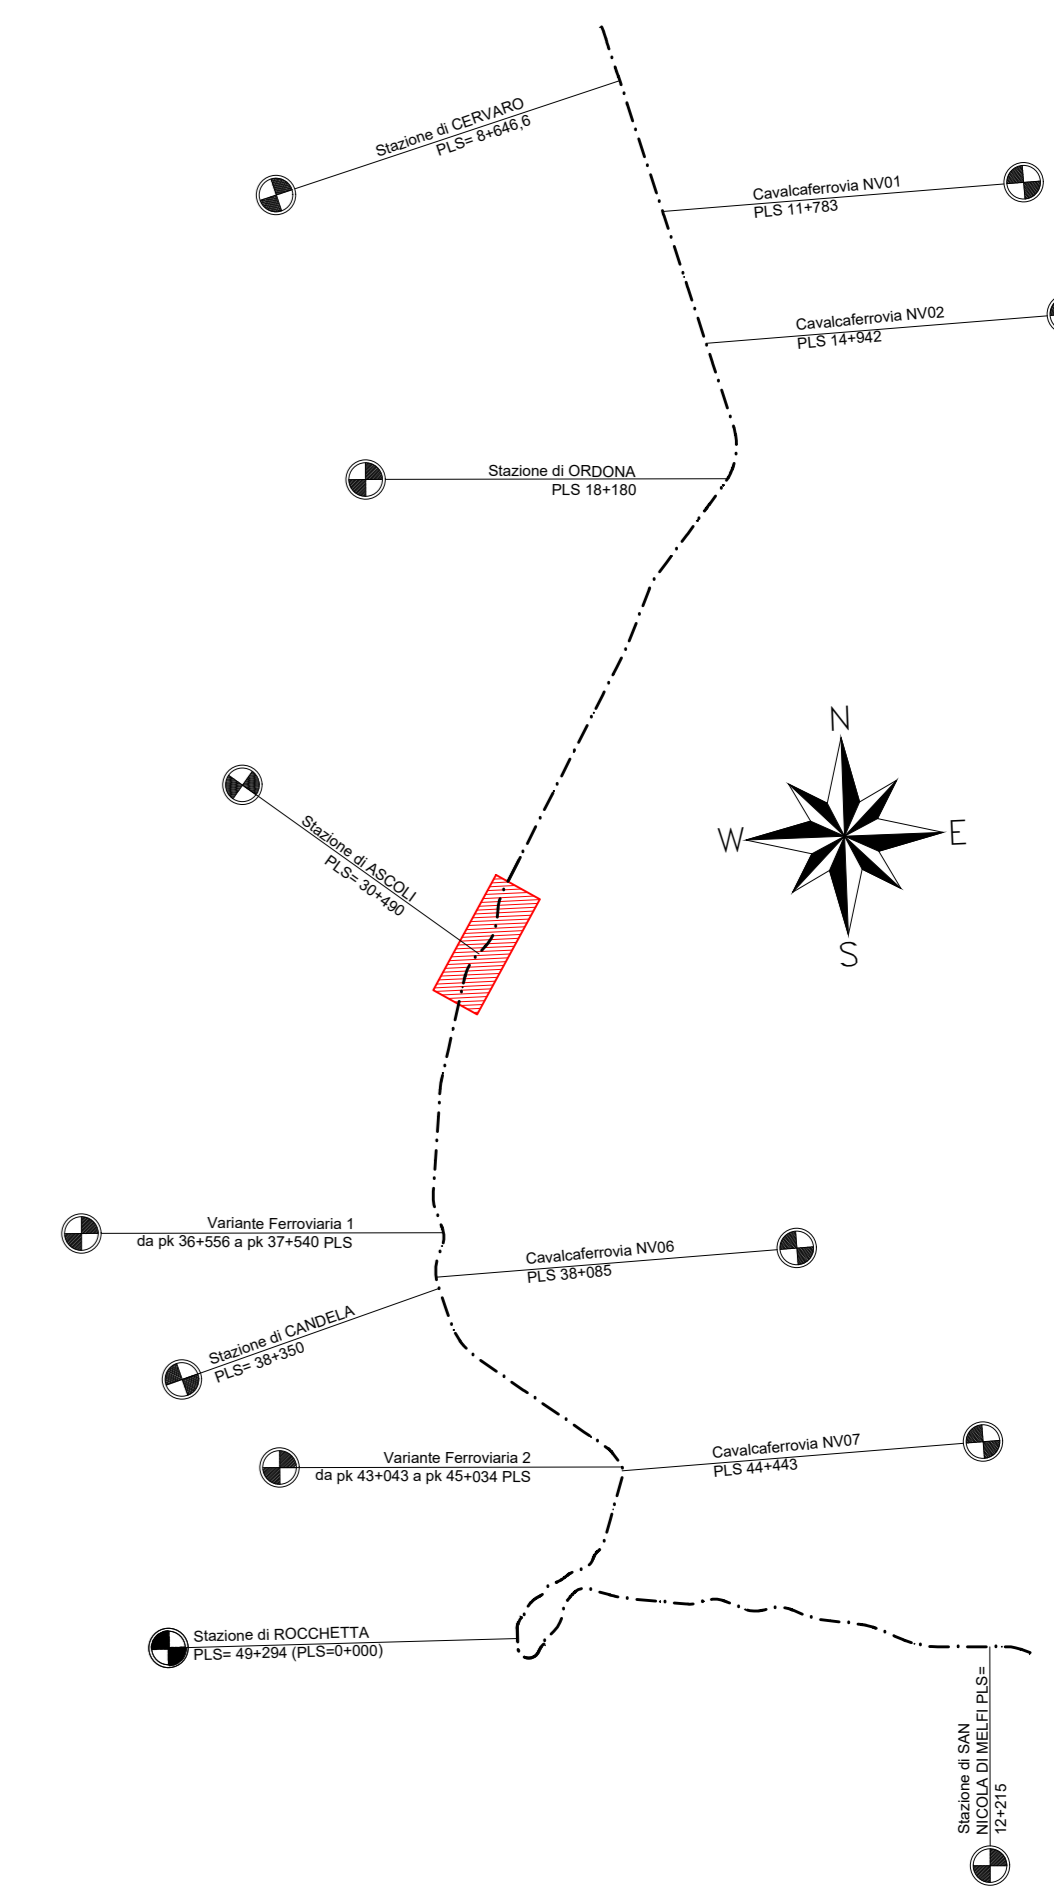 Stazione di CERVARO
PLS= 8+646,6
Cavalcaferrovia NV01
PLS 11+783
Cavalcaferrovia NV02
PLS 14+942
Stazione di ORDONA
PLS 18+180
N
W
E
S
Stazione di ASCOLI
PLS= 30+490
Variante Ferroviaria 1
da pk 36+556 a pk 37+540 PLS
Cavalcaferrovia NV06
PLS 38+085
Stazione di CANDELA
PLS= 38+350
Variante Ferroviaria 2
da pk 43+043 a pk 45+034 PLS
Cavalcaferrovia NV07
PLS 44+443
Stazione di ROCCHETTA
PLS= 49+294 (PLS=0+000)
Stazione di SAN
NICOLA DI MELFI PLS=
12+215